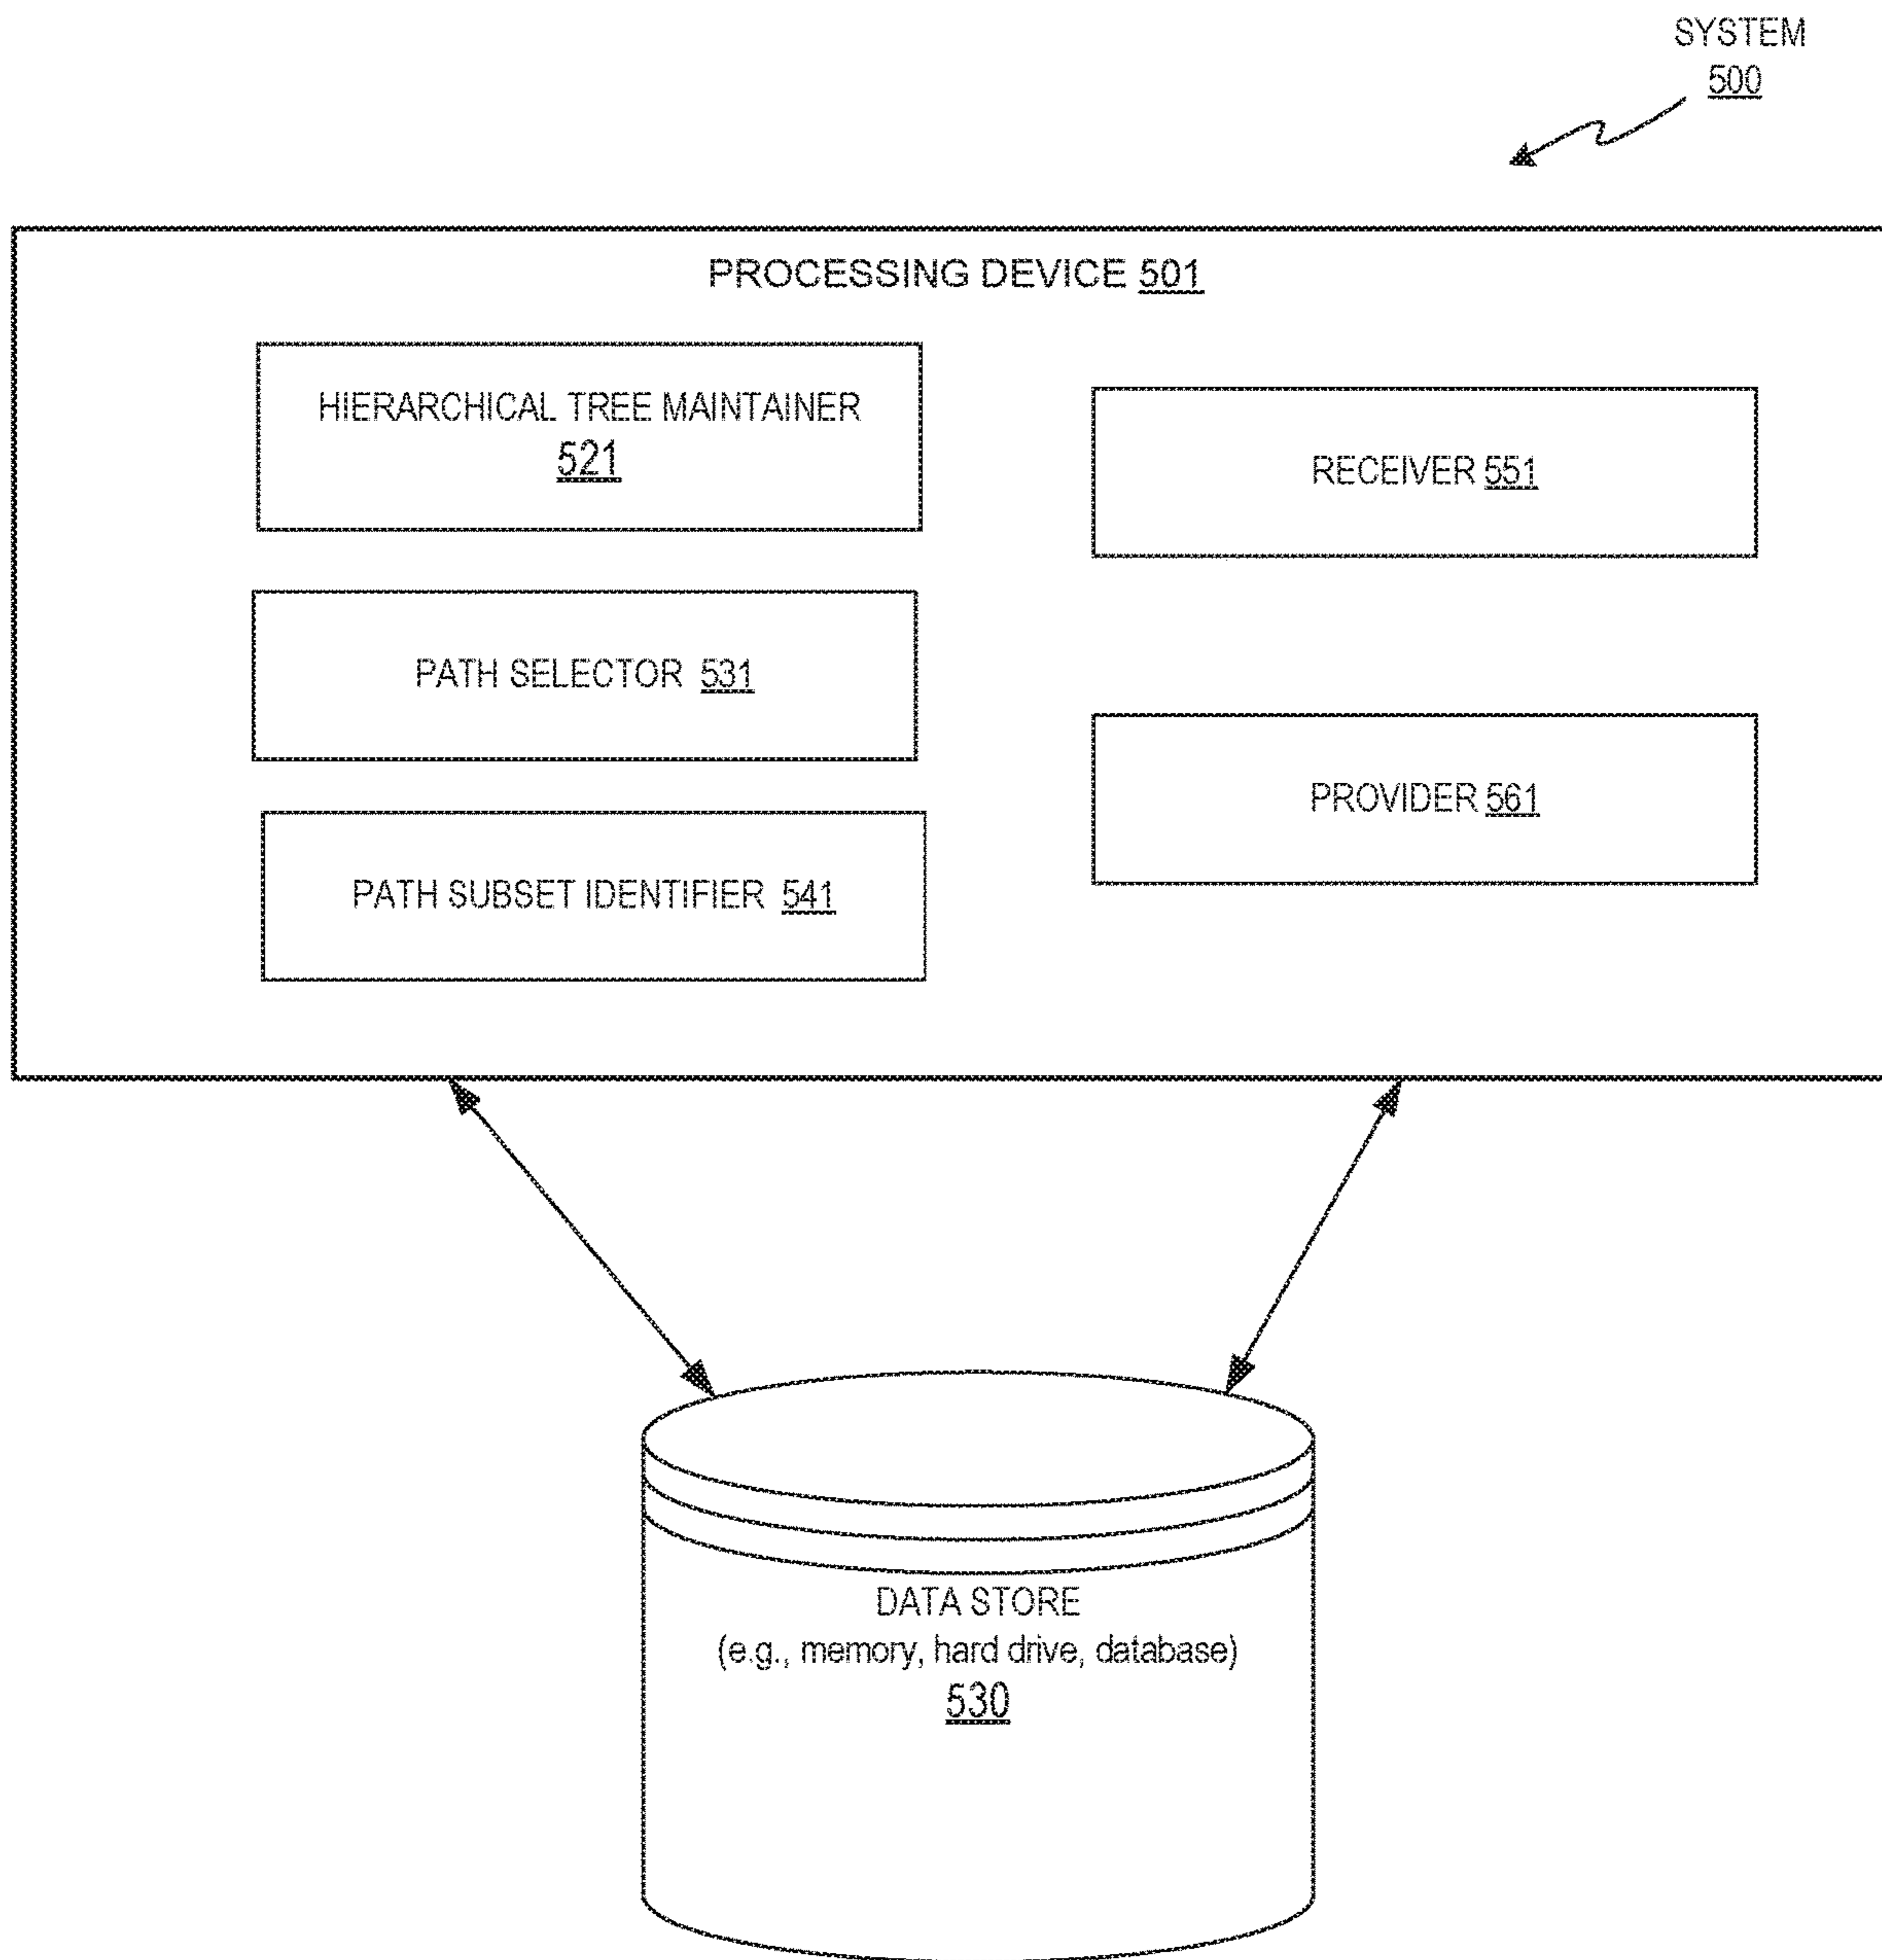 SYSTEM
500
PROCESSING DEVICE 501
HIERARCHICAL TREE MAINTAINER
521
PATH SELECTOR 531
PATH SUBSET IDENTIFIER 541
RECEIVER 551
PROVIDER 561
DATA STORE
(e.g., memory, hard drive, database)
530